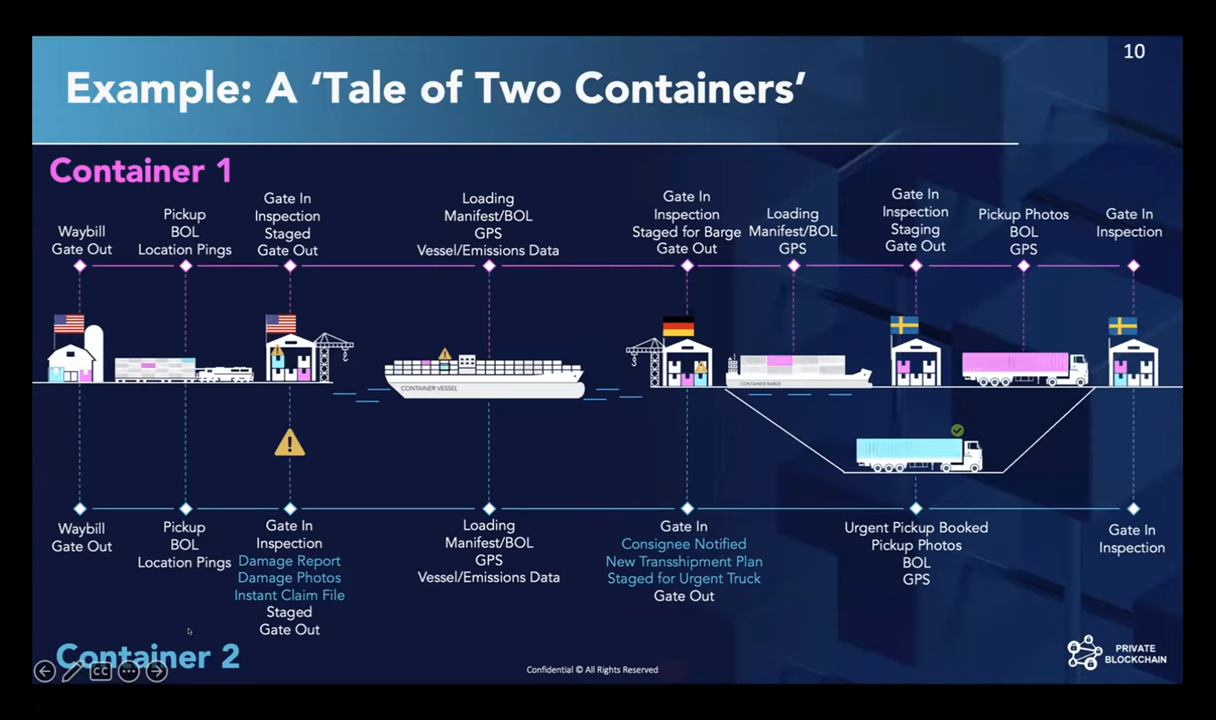 10
Example: A ‘Tale of Two Containers’
Container 1
Waybill
Gate Out
Pickup
BOL
Location Pings
Gate In
Inspection
Staged
Gate Out
Loading
Manifest/BOL
GPS
Vessel/Emissions Data
Gate In
Inspection
Staged for Barge
Gate Out
Loading
Manifest/BOL
GPS
Gate In
Inspection
Staging
Gate Out
Pickup Photos
BOL
GPS
Gate In
Inspection
CONTAINER VESSEL
CONTAINER BARGE
Waybill
Gate Out
Pickup
BOL
Location Pings
Gate In
Inspection
Damage Report
Damage Photos
Instant Claim File
Staged
Gate Out
Loading
Manifest/BOL
GPS
Vessel/Emissions Data
Gate In
Consignee Notified
New Transshipment Plan
Staged for Urgent Truck
Gate Out
Urgent Pickup Booked
Pickup Photos
BOL
GPS
Gate In
Inspection
Container 2
CC
Confidential © All Rights Reserved
PRIVATE
BLOCKCHAIN